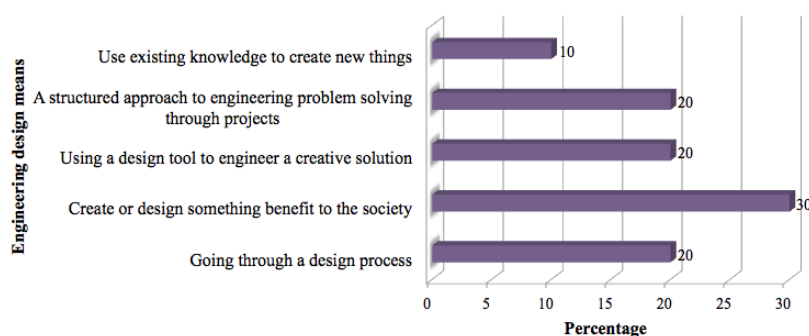 Engineering design means
Use existing knowledge to create new things
10
A structured approach to engineering problem solving
through projects
20
Using a design tool to engineer a creative solution
20
Create or design something benefit to the society
30
Going through a design process
20
0 5 10 15 20 25 30
Percentage